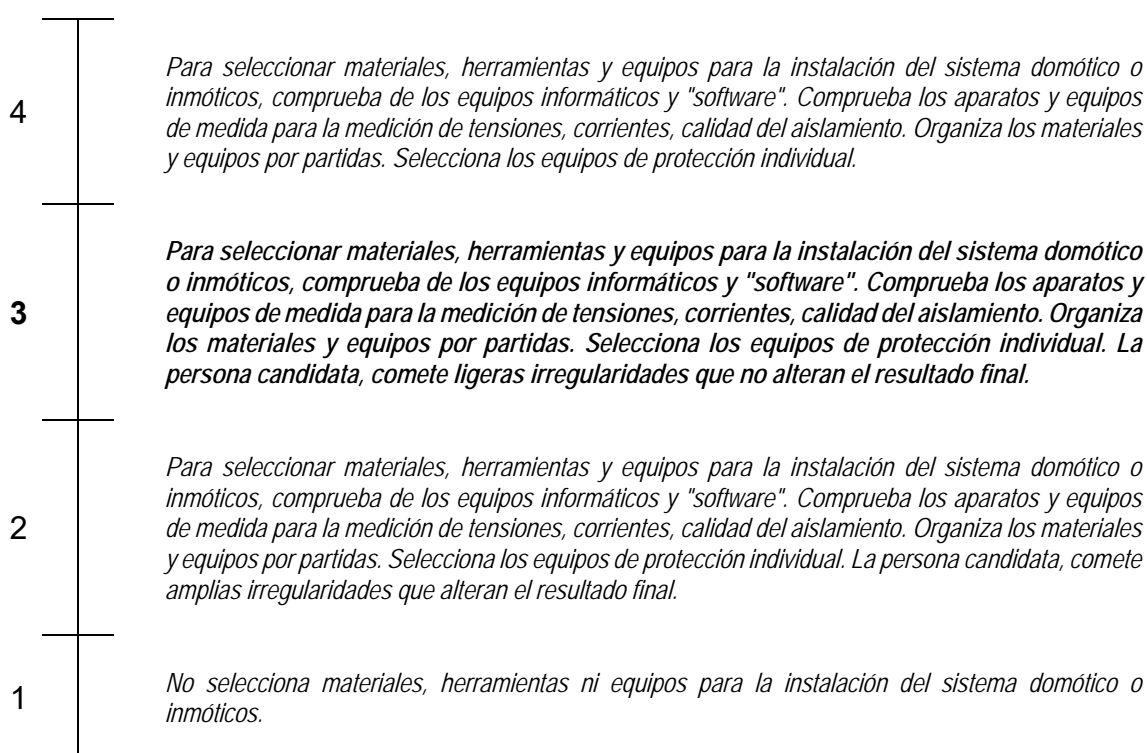 4
Para seleccionar materiales, herramientas y equipos para la instalación del sistema domótico o
inmóticos, comprueba de los equipos informáticos y "software". Comprueba los aparatos y equipos
de medida para la medición de tensiones, corrientes, calidad del aislamiento. Organiza los materiales
y equipos por partidas. Selecciona los equipos de protección individual.
3
Para seleccionar materiales, herramientas y equipos para la instalación del sistema domótico
o inmóticos, comprueba de los equipos informáticos y "software". Comprueba los aparatos y
equipos de medida para la medición de tensiones, corrientes, calidad del aislamiento. Organiza
los materiales y equipos por partidas. Selecciona los equipos de protección individual. La
persona candidata, comete ligeras irregularidades que no alteran el resultado final.
2
Para seleccionar materiales, herramientas y equipos para la instalación del sistema domótico o
inmóticos, comprueba de los equipos informáticos y "software". Comprueba los aparatos y equipos
de medida para la medición de tensiones, corrientes, calidad del aislamiento. Organiza los materiales
y equipos por partidas. Selecciona los equipos de protección individual. La persona candidata, comete
amplias irregularidades que alteran el resultado final.
1
No selecciona materiales, herramientas ni equipos para la instalación del sistema domótico o
inmóticos.